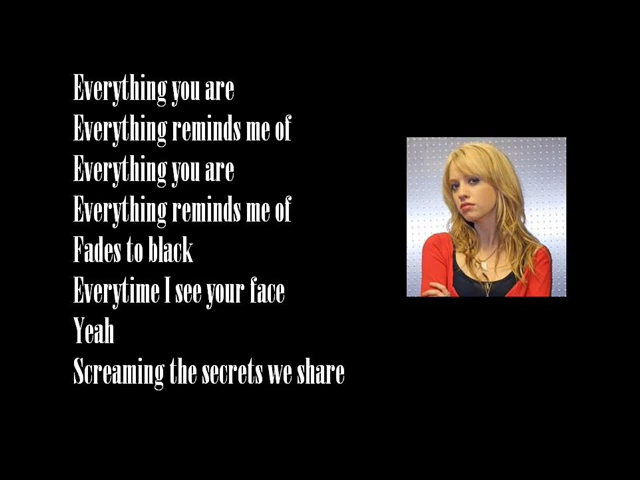 Everything you are
Everything reminds me of
Everything you are
Everything reminds me of
Fades to black
Everytime I see your face
Yeah
Screaming the secrets we share